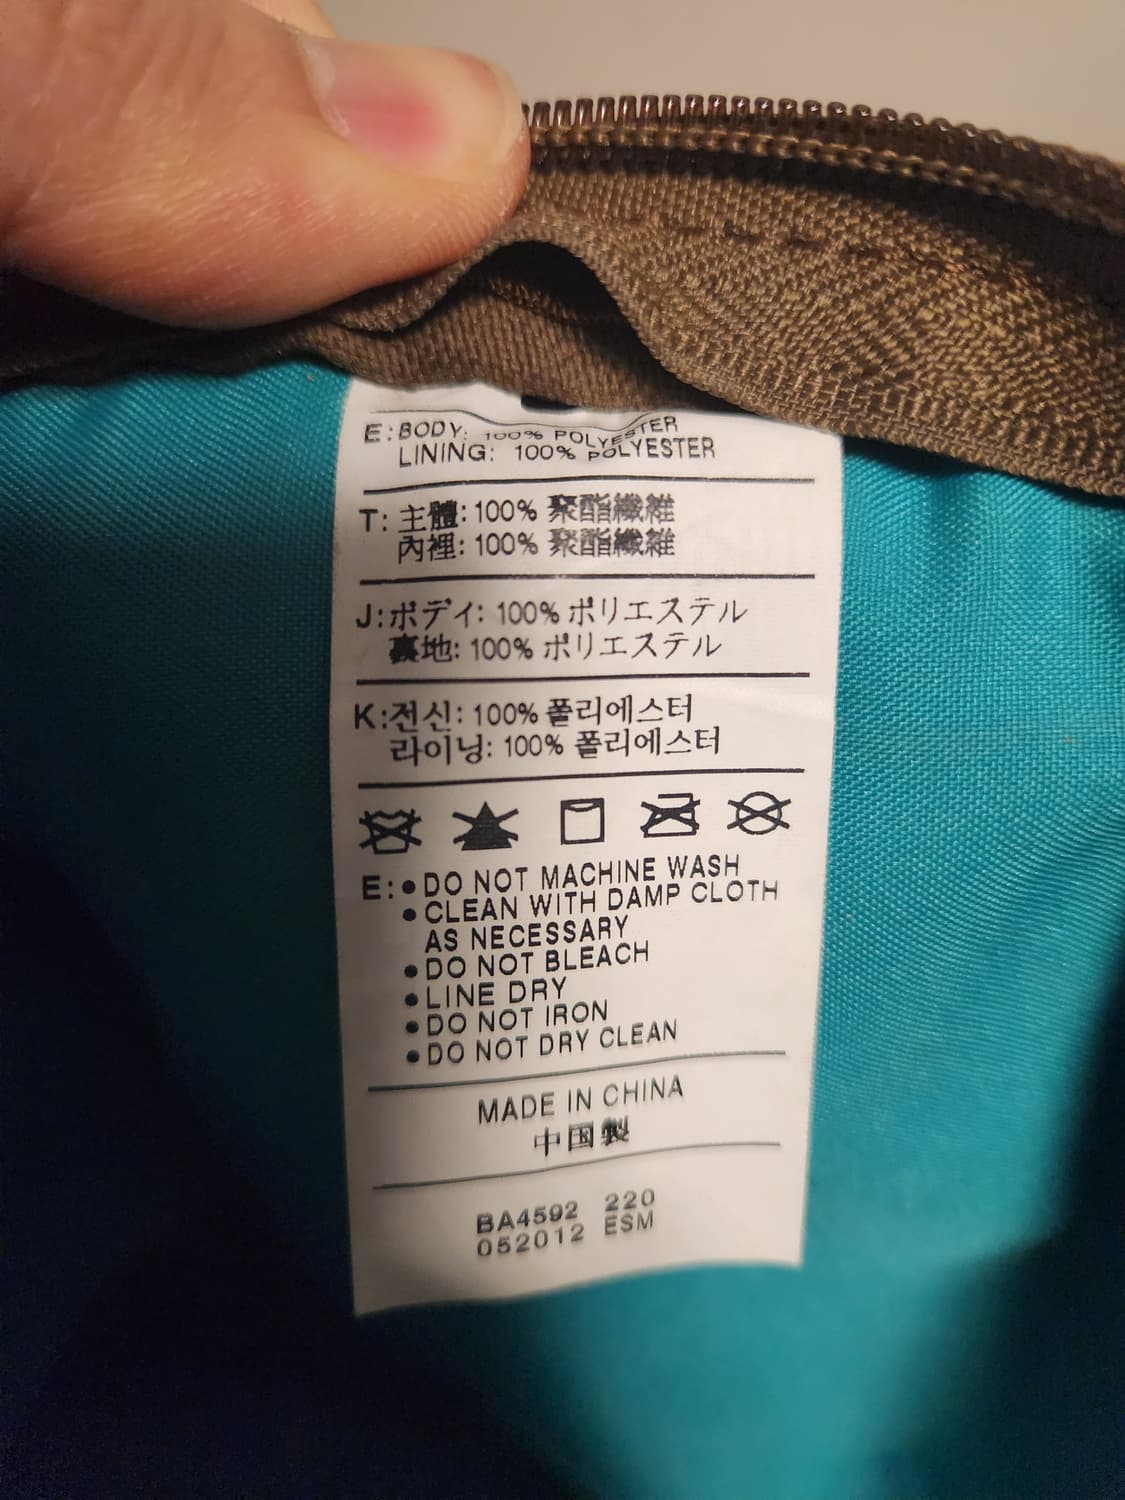 E: BODY: 100% POLYESTER
LINING: 100% POLYESTER
T: 主體: 100% 聚酯纖維
內裡: 100% 聚酯纖維
J: ボディ: 100% ポリエステル
裏地: 100% ポリエステル
K: 전신: 100% 폴리에스터
라이닝: 100% 폴리에스터
E: • DO NOT MACHINE WASH
• CLEAN WITH DAMP CLOTH
AS NECESSARY
• DO NOT BLEACH
• LINE DRY
• DO NOT IRON
• DO NOT DRY CLEAN
MADE IN CHINA
中国製
BA4592 220
052012 ESM